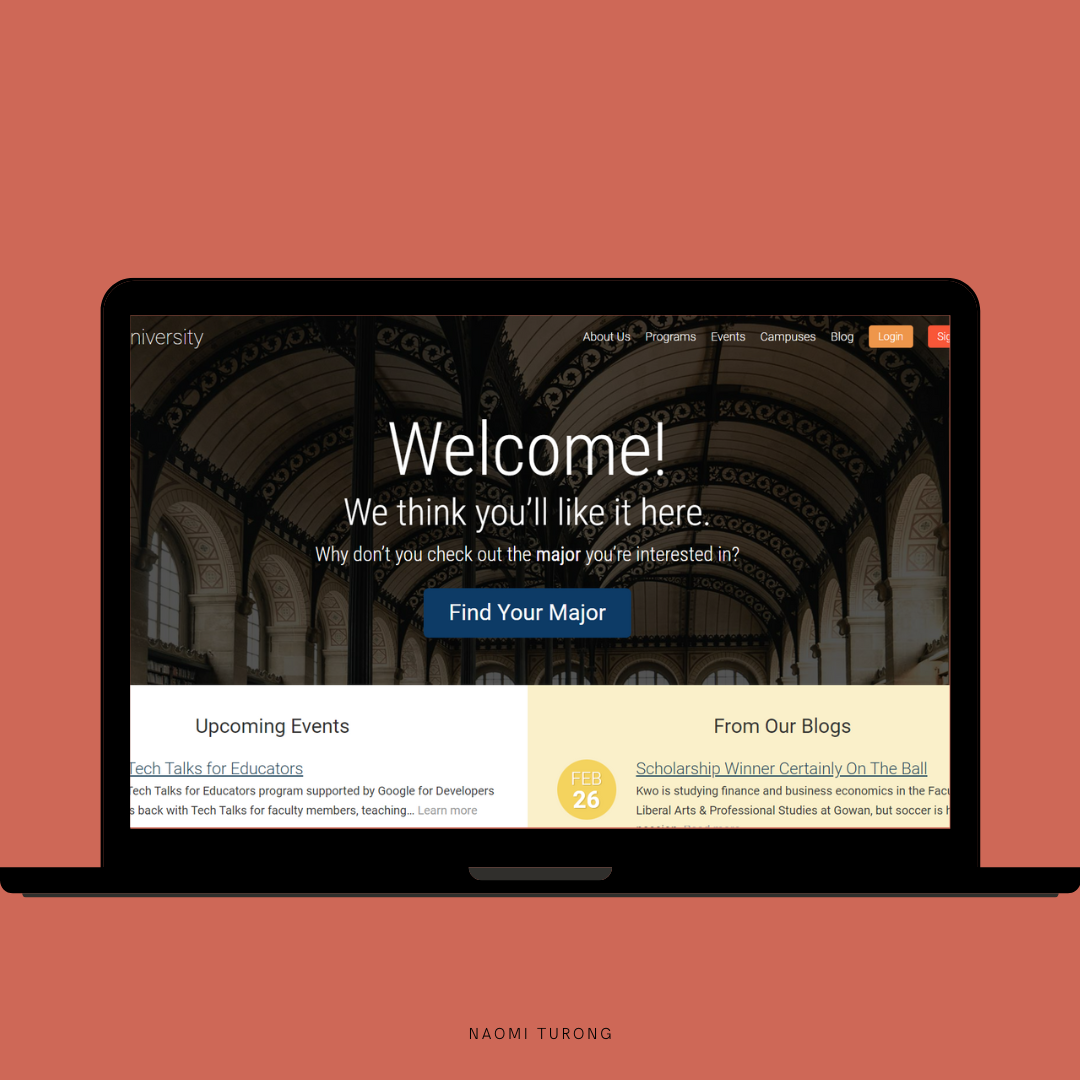 niversity
About Us Programs Events Campuses Blog Login Sig
Welcome!
We think you'll like it here.
Why don't you check out the major you're interested in?
Find Your Major
Upcoming Events
From Our Blogs
Tech Talks for Educators
Tech Talks for Educators program supported by Google for Developers
s back with Tech Talks for faculty members, teaching... Learn more
FEB
26
Scholarship Winner Certainly On The Ball
Kwo is studying finance and business economics in the Facu
Liberal Arts & Professional Studies at Gowan, but soccer is h
NAOMI TURONG